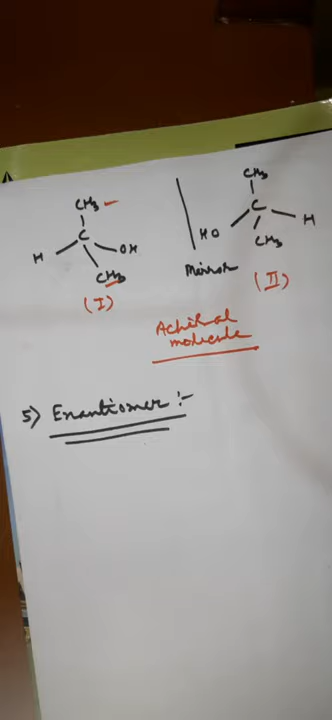 CH3
CH3
C
C
H
OH
HO
H
CH3
CH3
Mirror
(I)
(II)
Achiral
molecule
5) Enantiomer :-